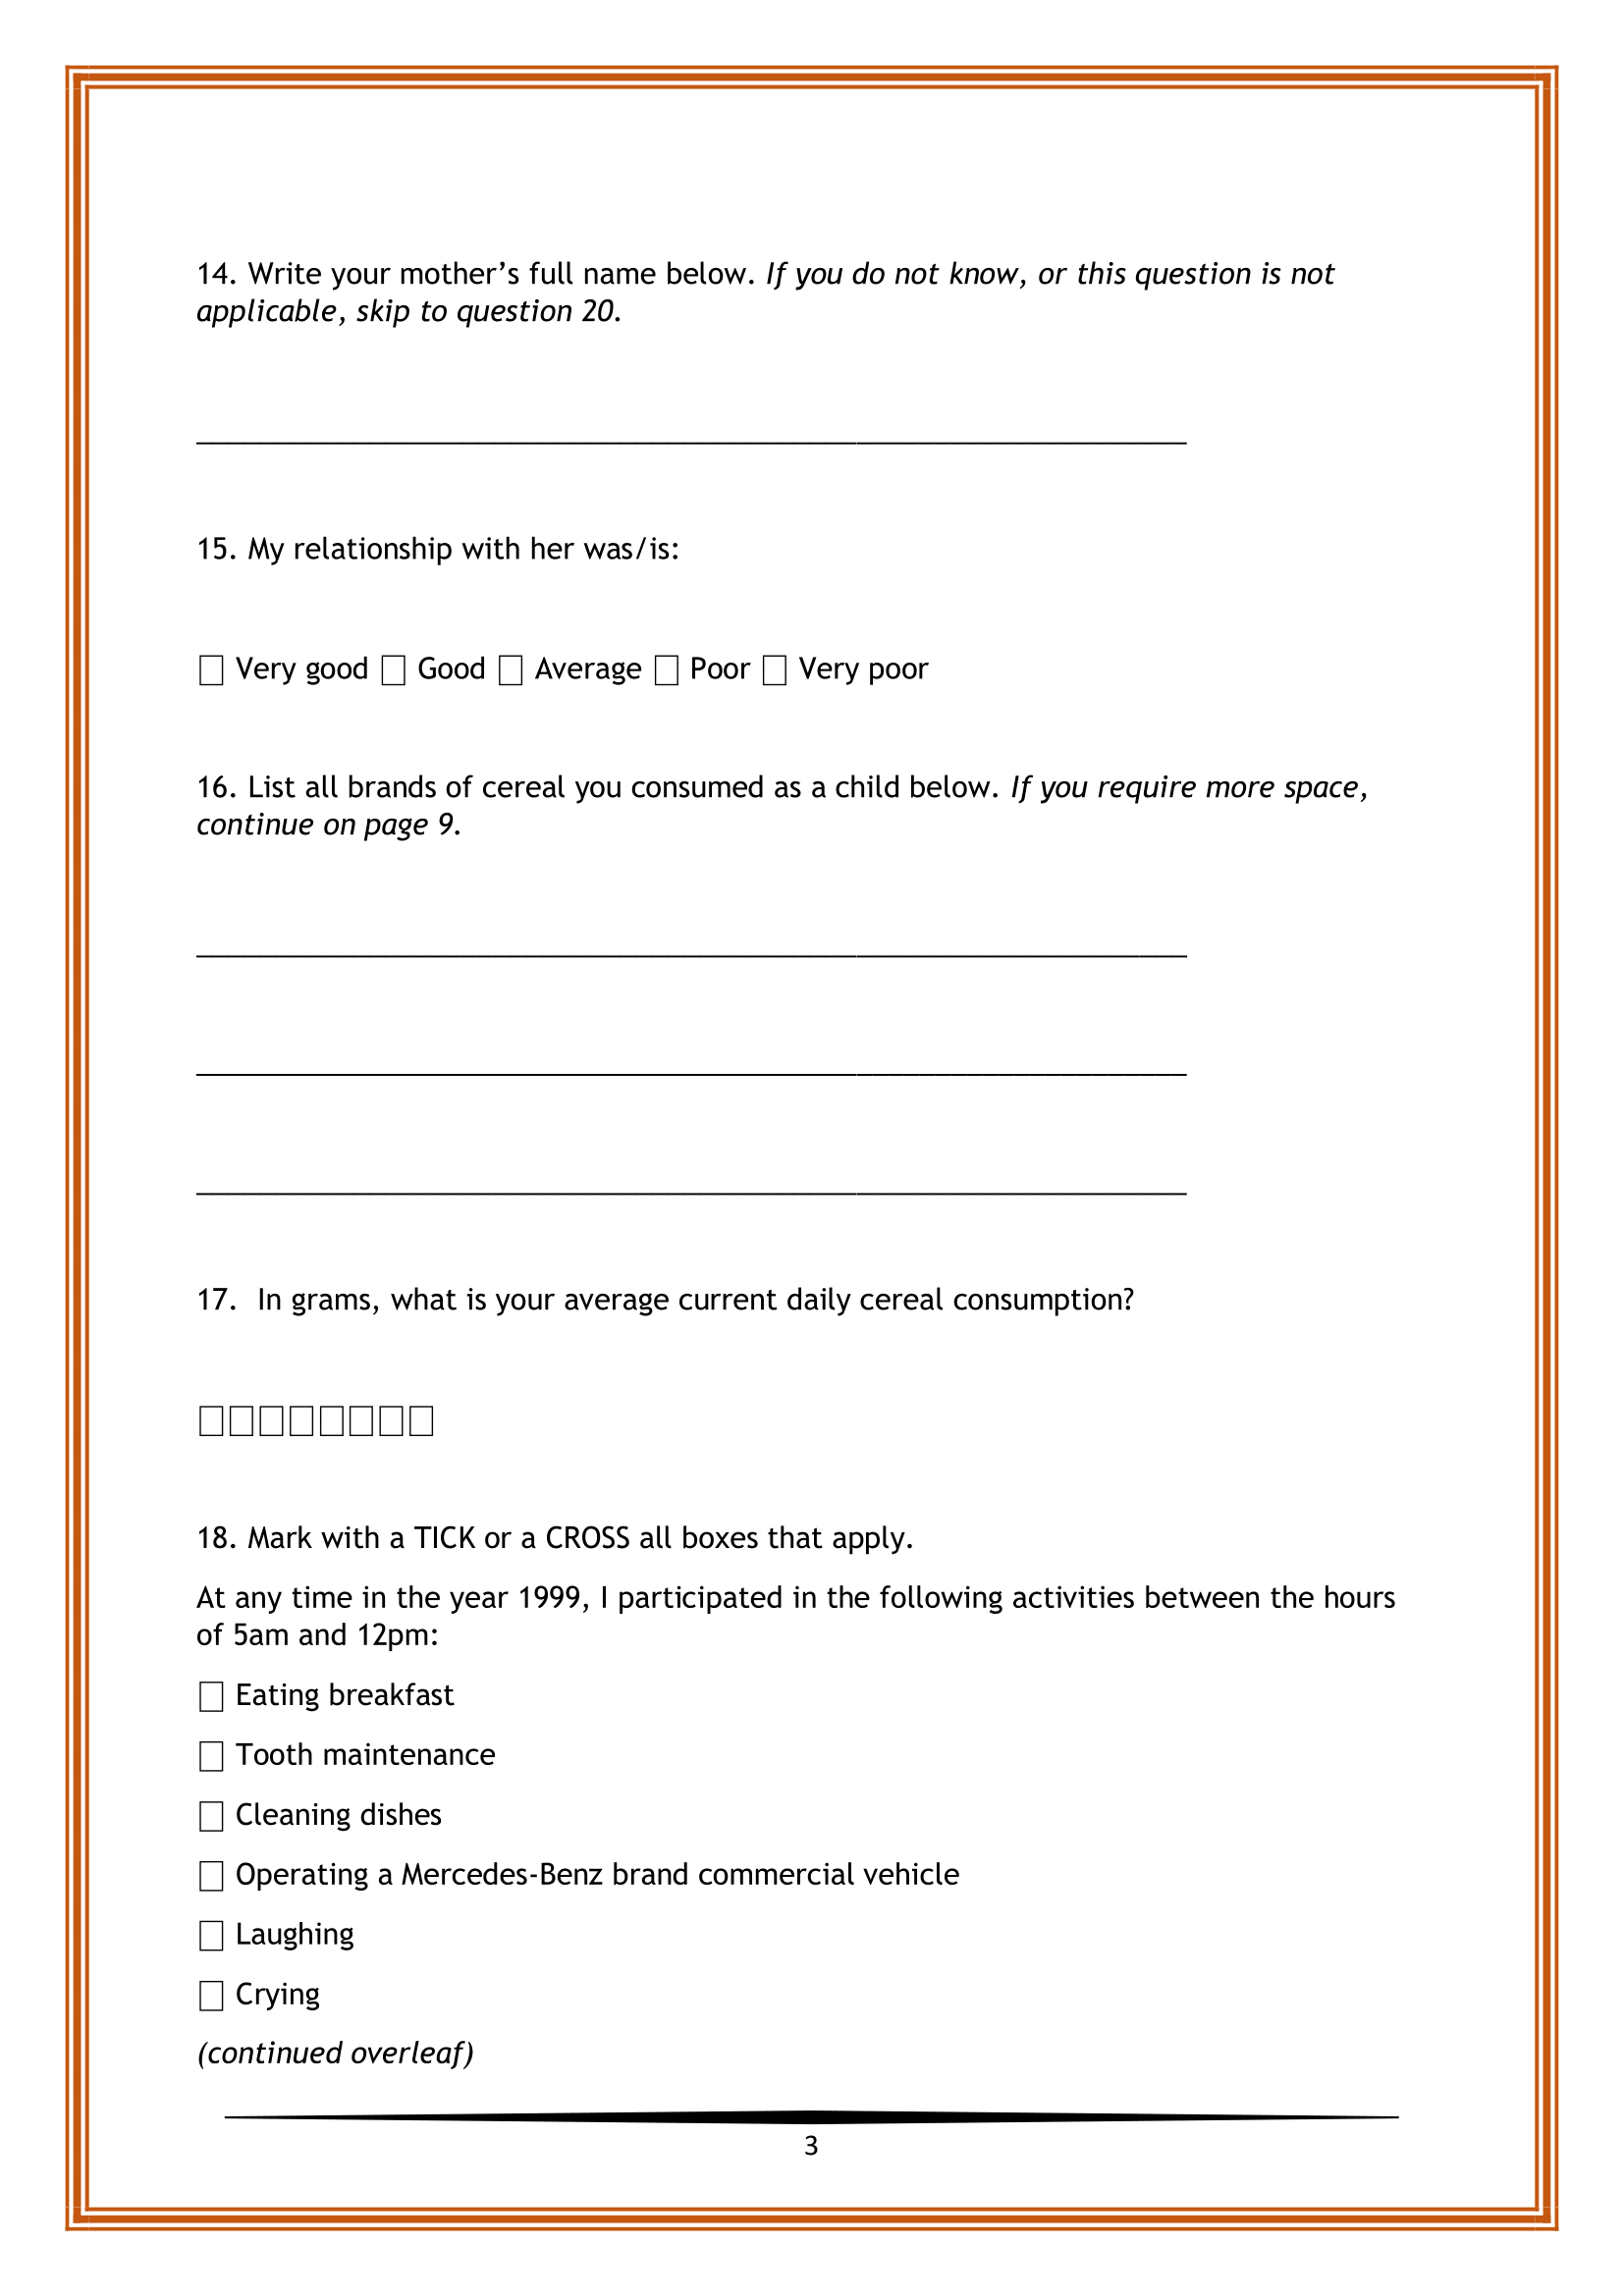 14. Write your mother’s full name below. If you do not know, or this question is not
applicable, skip to question 20.
15. My relationship with her was/is:
☐ Very good ☐ Good ☐ Average ☐ Poor ☐ Very poor
16. List all brands of cereal you consumed as a child below. If you require more space,
continue on page 9.
17. In grams, what is your average current daily cereal consumption?
☐☐☐☐☐☐☐☐
18. Mark with a TICK or a CROSS all boxes that apply.
At any time in the year 1999, I participated in the following activities between the hours
of 5am and 12pm:
☐ Eating breakfast
☐ Tooth maintenance
☐ Cleaning dishes
☐ Operating a Mercedes-Benz brand commercial vehicle
☐ Laughing
☐ Crying
(continued overleaf)
3